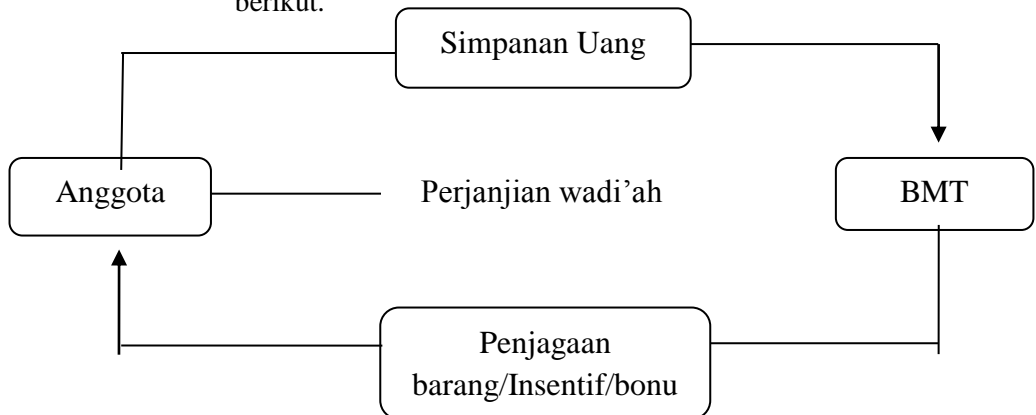 berikut.
Simpanan Uang
Anggota
Perjanjian wadi’ah
BMT
Penjagaan
barang/Insentif/bonu